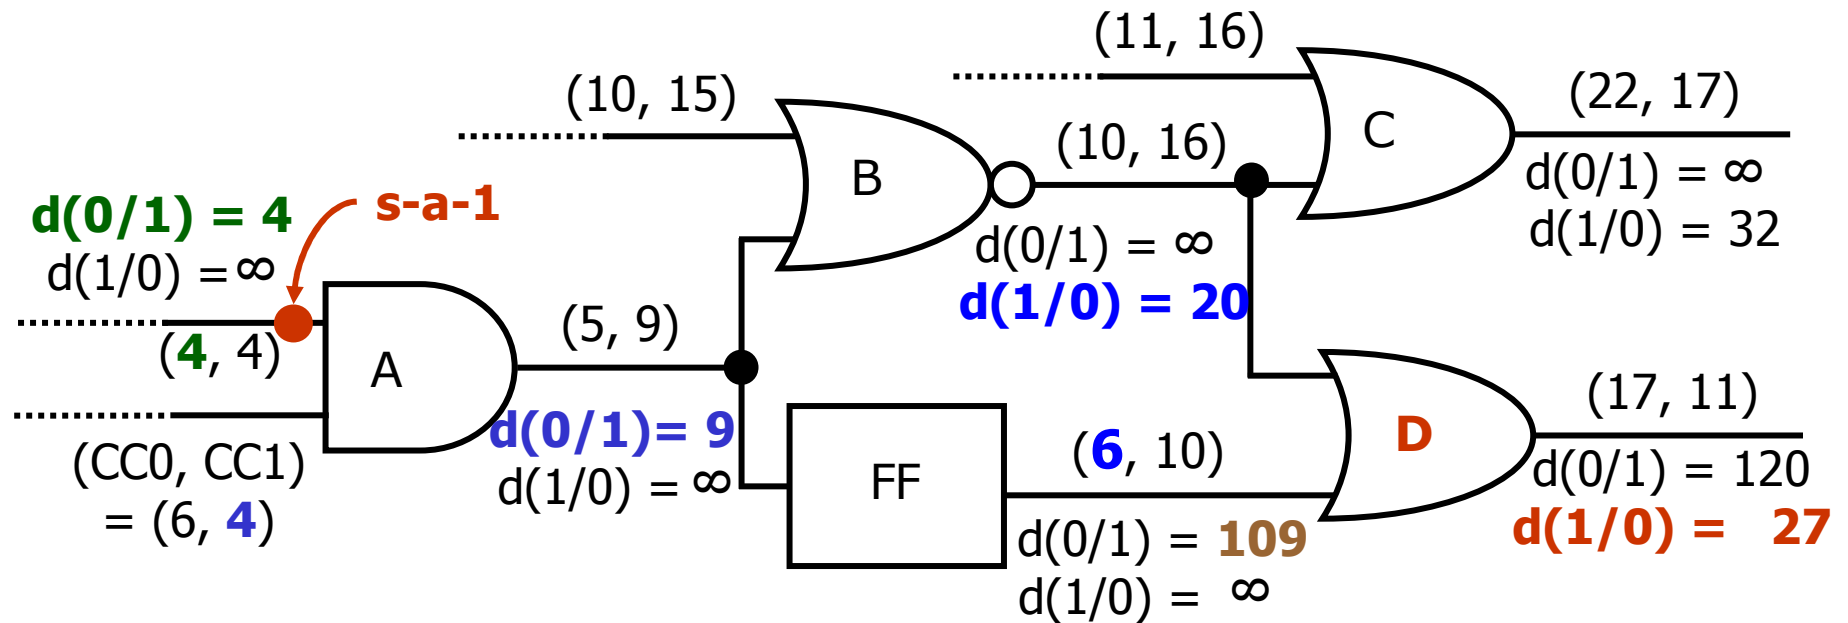 (11, 16)
(10, 15)
(22, 17)
C
(10, 16)
B
d(0/1) = ∞
d(1/0) = 32
s-a-1
d(0/1) = 4
d(1/0) = ∞
d(0/1) = ∞
d(1/0) = 20
(5, 9)
(4, 4)
A
(17, 11)
d(0/1)= 9
d(1/0) = ∞
(6, 10)
D
(CC0, CC1)
= (6, 4)
FF
d(0/1) = 120
d(1/0) = 27
d(0/1) = 109
d(1/0) = ∞